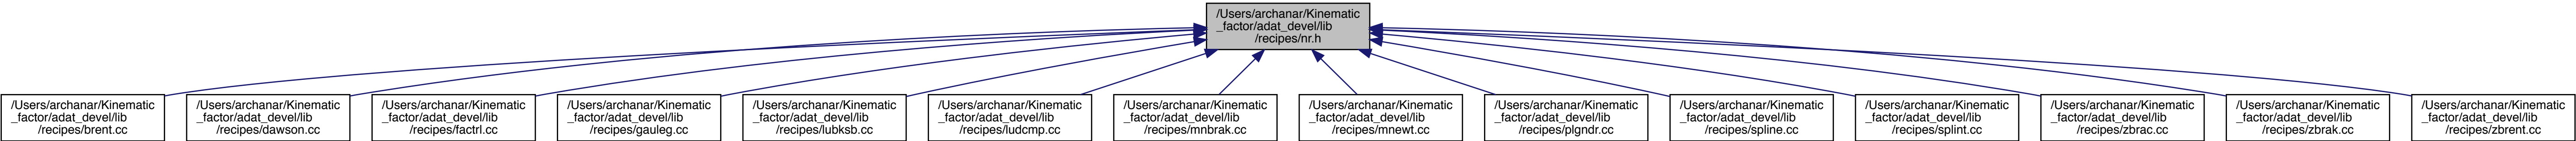 /Users/archanar/Kinematic
_factor/adat_devel/lib
/recipes/nr.h
/Users/archanar/Kinematic
_factor/adat_devel/lib
/recipes/brent.cc
/Users/archanar/Kinematic
_factor/adat_devel/lib
/recipes/dawson.cc
/Users/archanar/Kinematic
_factor/adat_devel/lib
/recipes/factrl.cc
/Users/archanar/Kinematic
_factor/adat_devel/lib
/recipes/gauleg.cc
/Users/archanar/Kinematic
_factor/adat_devel/lib
/recipes/lubksb.cc
/Users/archanar/Kinematic
_factor/adat_devel/lib
/recipes/ludcmp.cc
/Users/archanar/Kinematic
_factor/adat_devel/lib
/recipes/mnbrak.cc
/Users/archanar/Kinematic
_factor/adat_devel/lib
/recipes/mnewt.cc
/Users/archanar/Kinematic
_factor/adat_devel/lib
/recipes/plgndr.cc
/Users/archanar/Kinematic
_factor/adat_devel/lib
/recipes/spline.cc
/Users/archanar/Kinematic
_factor/adat_devel/lib
/recipes/splint.cc
/Users/archanar/Kinematic
_factor/adat_devel/lib
/recipes/zbrac.cc
/Users/archanar/Kinematic
_factor/adat_devel/lib
/recipes/zbrak.cc
/Users/archanar/Kinematic
_factor/adat_devel/lib
/recipes/zbrent.cc